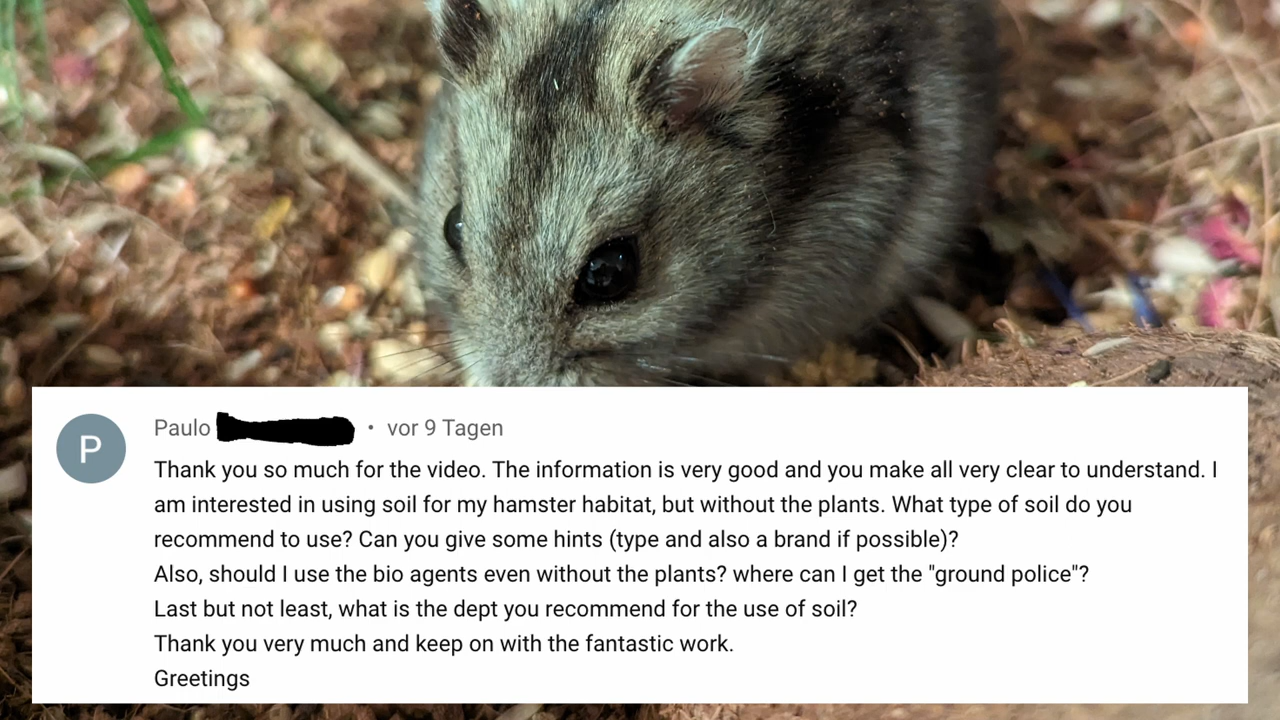 P
Paulo • vor 9 Tagen
Thank you so much for the video. The information is very good and you make all very clear to understand. I
am interested in using soil for my hamster habitat, but without the plants. What type of soil do you
recommend to use? Can you give some hints (type and also a brand if possible)?
Also, should I use the bio agents even without the plants? where can I get the "ground police"?
Last but not least, what is the dept you recommend for the use of soil?
Thank you very much and keep on with the fantastic work.
Greetings